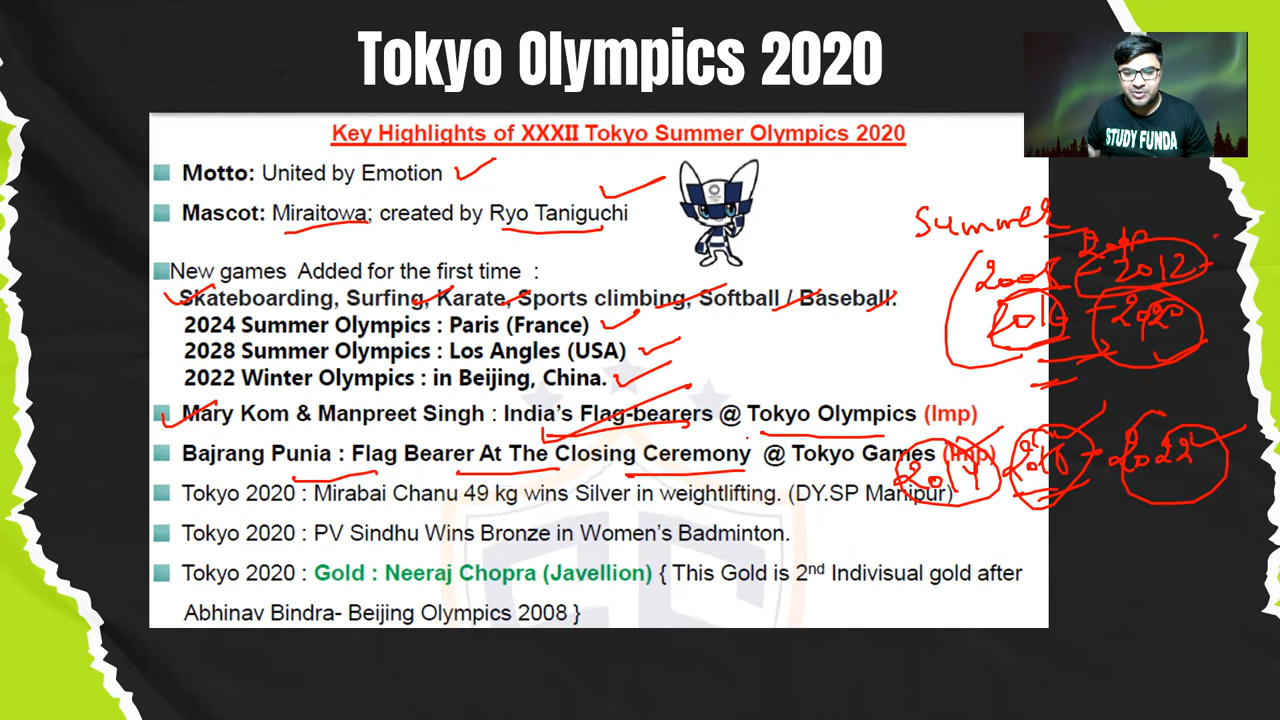 Tokyo Olympics 2020
STUDY FUNDA
Key Highlights of XXXII Tokyo Summer Olympics 2020
Motto: United by Emotion
Mascot: Miraitowa; created by Ryo Taniguchi
New games Added for the first time :
Skateboarding, Surfing, Karate, Sports climbing, Softball / Baseball.
2024 Summer Olympics : Paris (France)
2028 Summer Olympics : Los Angles (USA)
2022 Winter Olympics : in Beijing, China.
Mary Kom & Manpreet Singh : India's Flag-bearers @ Tokyo Olympics (Imp)
Bajrang Punia : Flag Bearer At The Closing Ceremony @ Tokyo Games (Imp)
Tokyo 2020 : Mirabai Chanu 49 kg wins Silver in weightlifting. (DY.SP Manipur)
Tokyo 2020 : PV Sindhu Wins Bronze in Women's Badminton.
Tokyo 2020 : Gold : Neeraj Chopra (Javellion) { This Gold is 2nd Indivisual gold after
Abhinav Bindra- Beijing Olympics 2008 }
Summer
2008 2012
2016 - 2020
2014 2022